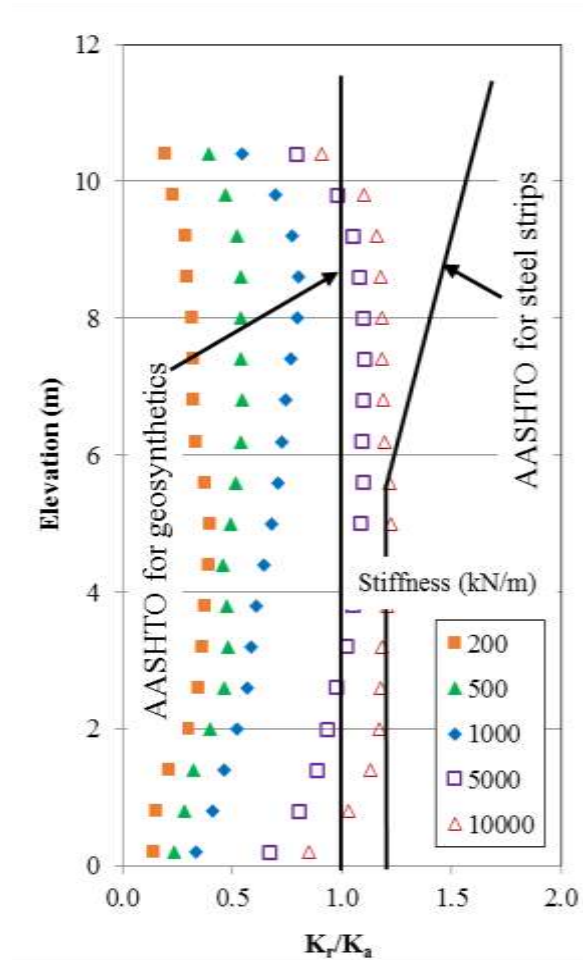 12
10
8
6
4
2
0
Elevation (m)
AASHTO for geosynthetics
AASHTO for steel strips
Stiffness (kN/m)
200
500
1000
5000
10000
0.0 0.5 1.0 1.5 2.0
Kr/Ka